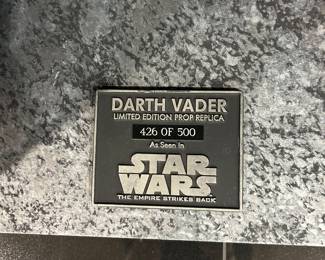 DARTH VADER
LIMITED EDITION PROP REPLICA
426 OF 500
As Seen In
STAR
WARS
THE EMPIRE STRIKES BACK